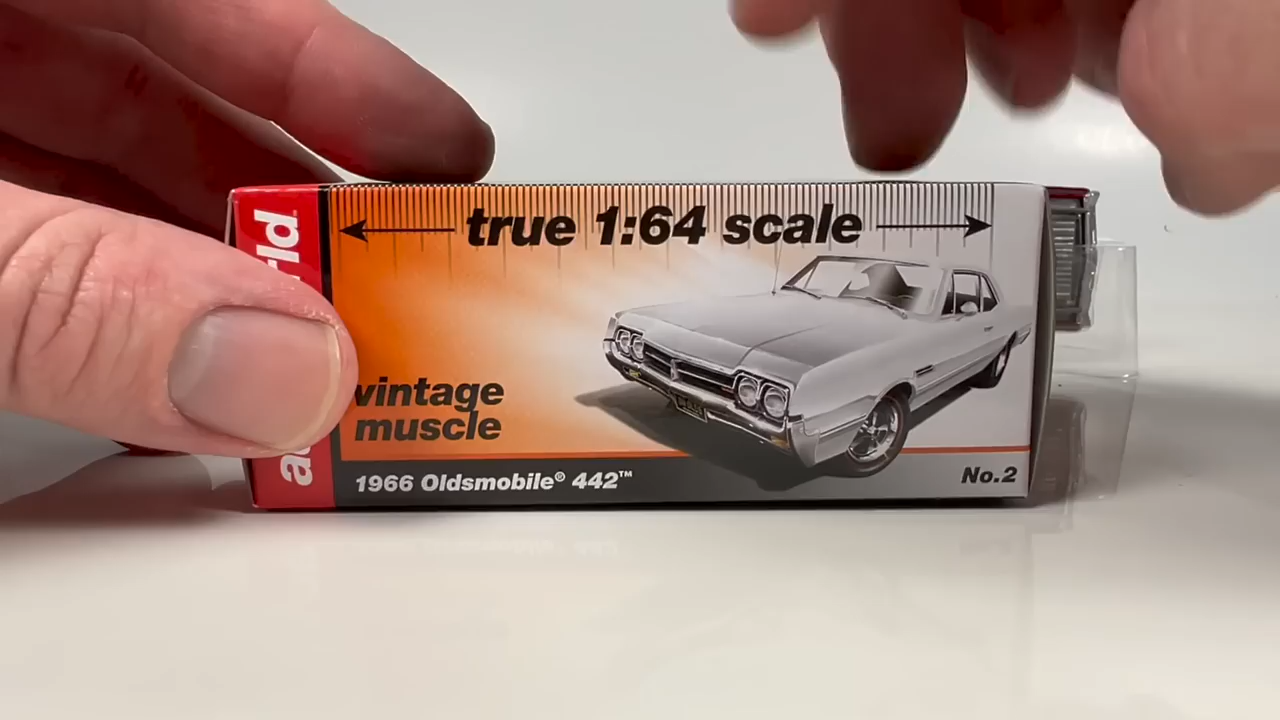 true 1:64 scale
vintage
muscle
1966 Oldsmobile® 442™
No.2